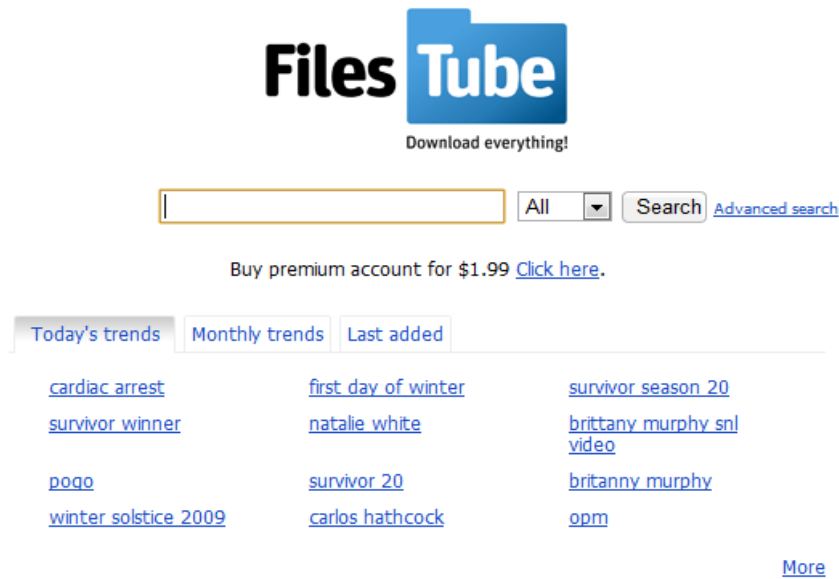 Files Tube
Download everything!
All Search Advanced search
Buy premium account for $1.99 Click here.
Today's trends Monthly trends Last added
cardiac arrest first day of winter survivor season 20
survivor winner natalie white brittany murphy snl
video
pogo survivor 20 britanny murphy
winter solstice 2009 carlos hathcock opm
More